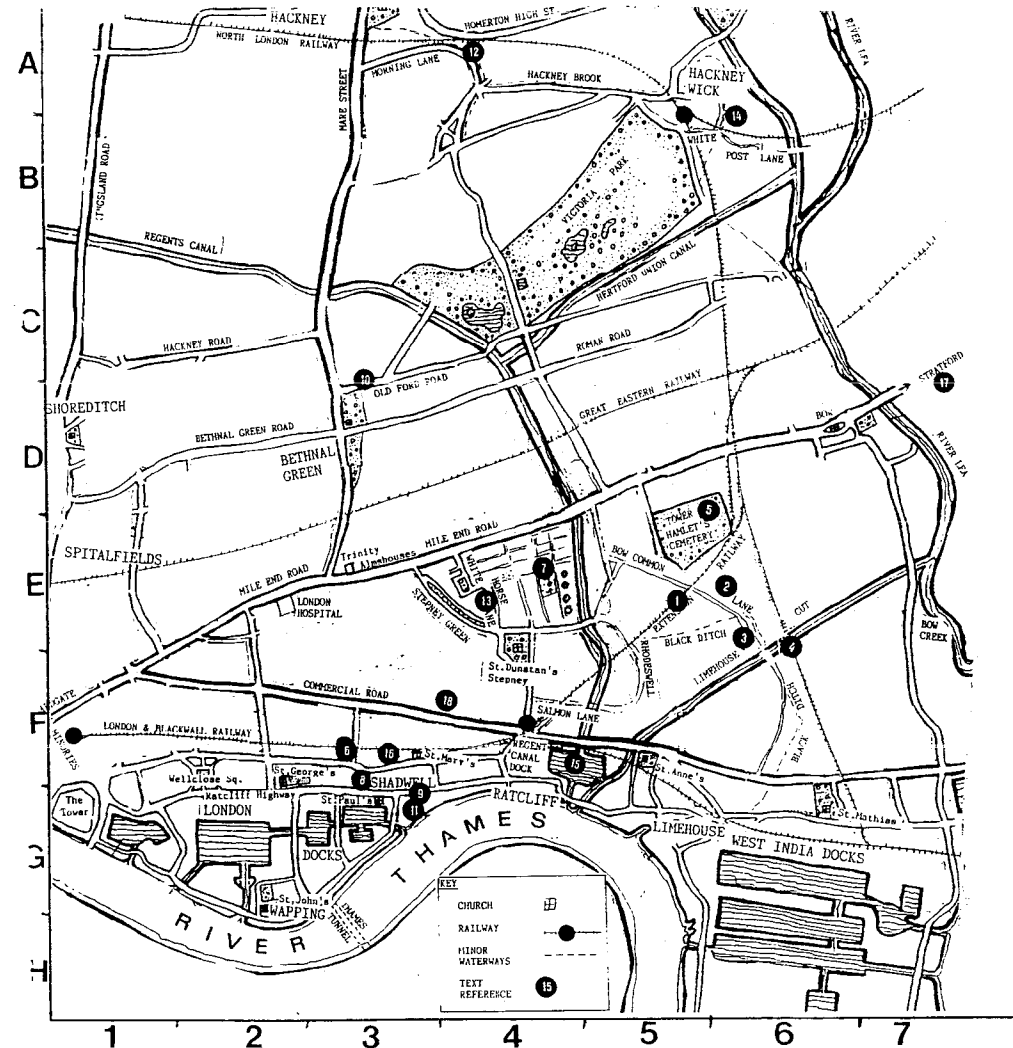 HACKNEY
HOMERTON HIGH ST.
NORTH LONDON RAILWAY
RIVER LEA
A
12
MORNING LANE
HACKNEY BROOK
HACKNEY
WICK
MARE STREET
14
WHITE
POST LANE
B
INGSLAND ROAD
VICTORIA PARK
REGENTS CANAL
HERTFORD UNION CANAL
C
HACKNEY ROAD
ROMAN ROAD
10
OLD FORD ROAD
STRATFORD
17
SHOREDITCH
GREAT EASTERN RAILWAY
BOW
BETHNAL GREEN ROAD
D
BETHNAL
GREEN
RIVER LEA
5
TOWER
HAMLET'S
CEMETERY
SPITALFIELDS
MILE END ROAD
Trinity
Almshouses
BOW COMMON
LANE
RAILWAY
EXTENSION
E
MILE END ROAD
WHITE
HORSE
7
2
LONDON
HOSPITAL
STEPNEY GREEN
13
1
CUT
BLACK DITCH
3
4
BOW
CREEK
LIMEHOUSE
St.Dunstan's
Stepney
COMMERCIAL ROAD
18
SALMON LANE
BLACK
DITCH
F
MINORIES
LONDON & BLACKWALL RAILWAY
6
16
St.Mary's
REGENT
CANAL
DOCK
15
St.Anne's
Wellclose Sq.
St.George's
8
SHADWELL
The
Tower
Ratcliff Highway
LONDON
St.Paul's
9
11
RATCLIFF
St.Mathias
G
DOCKS
LIMEHOUSE
WEST INDIA DOCKS
St.John's
WAPPING
THAMES
TUNNEL
RIVER
THAMES
H
KEY
CHURCH
RAILWAY
MINOR
WATERWAYS
TEXT
REFERENCE
15
1 2 3 4 5 6 7